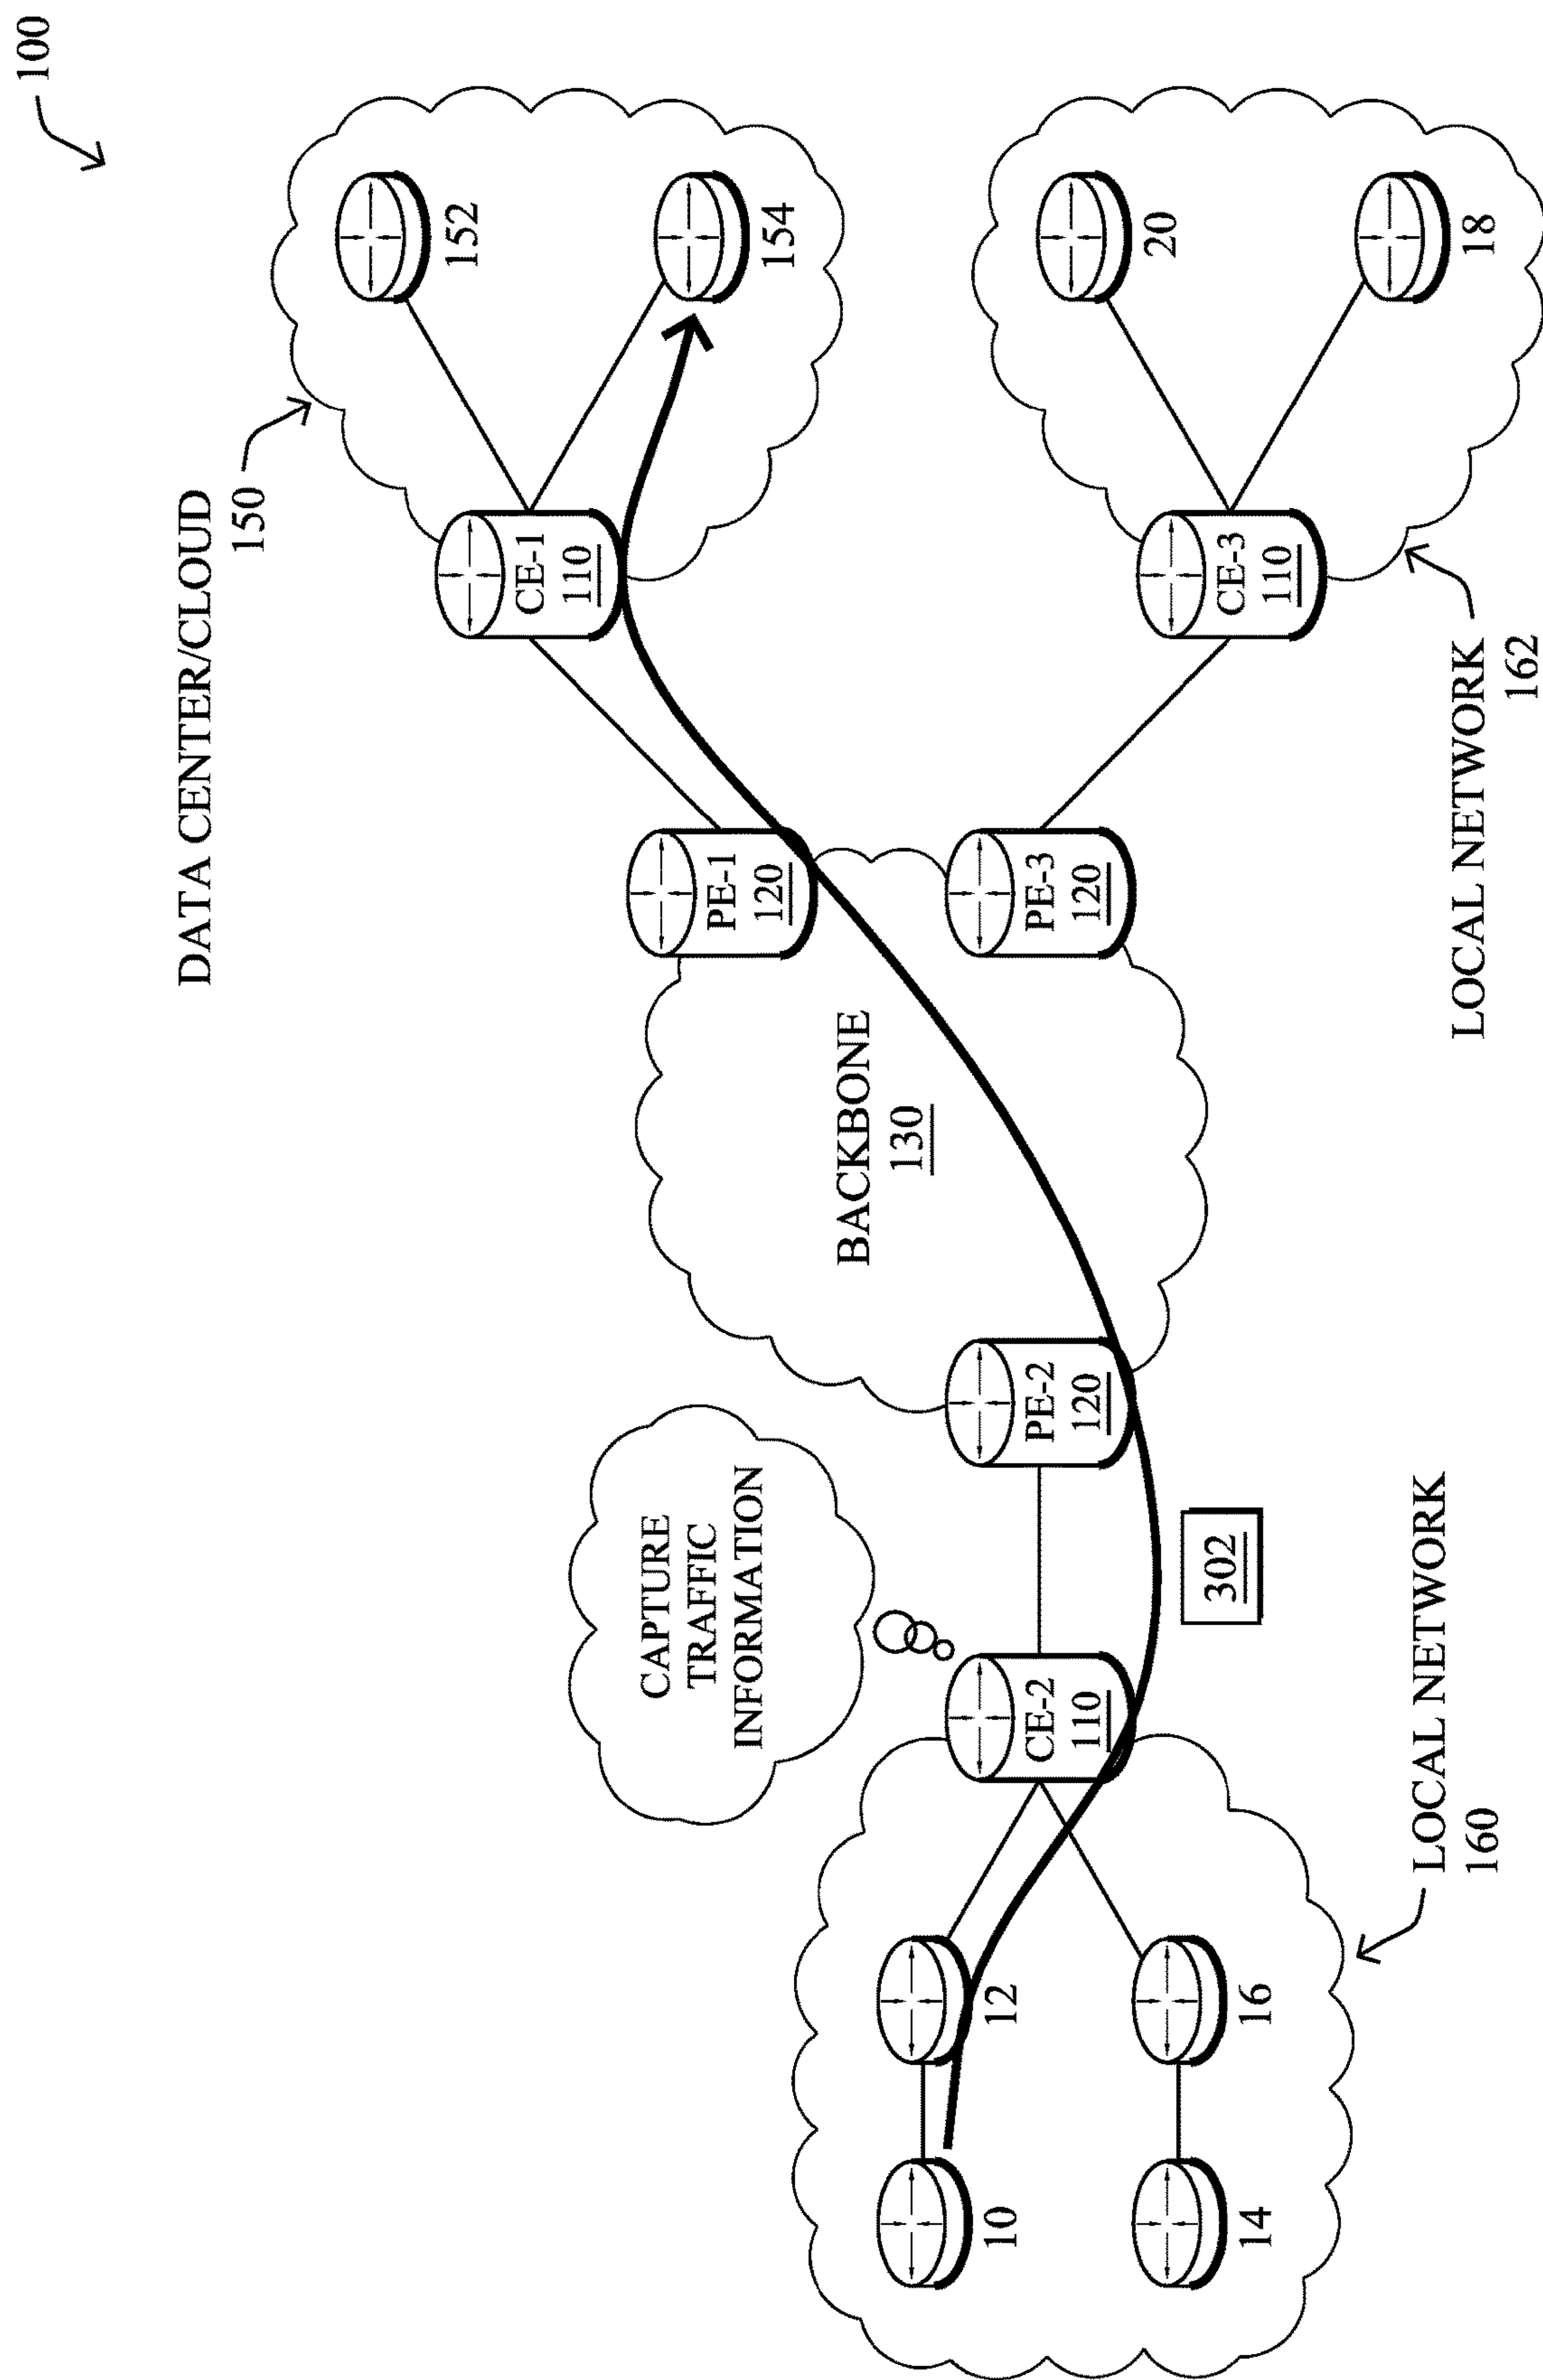 100
DATA CENTER/CLOUD
150
152
154
CE-1
110
PE-1
120
BACKBONE
130
PE-3
120
CE-3
110
20
18
LOCAL NETWORK
162
CAPTURE
TRAFFIC
INFORMATION
PE-2
120
302
CE-2
110
10
12
14
16
LOCAL NETWORK
160